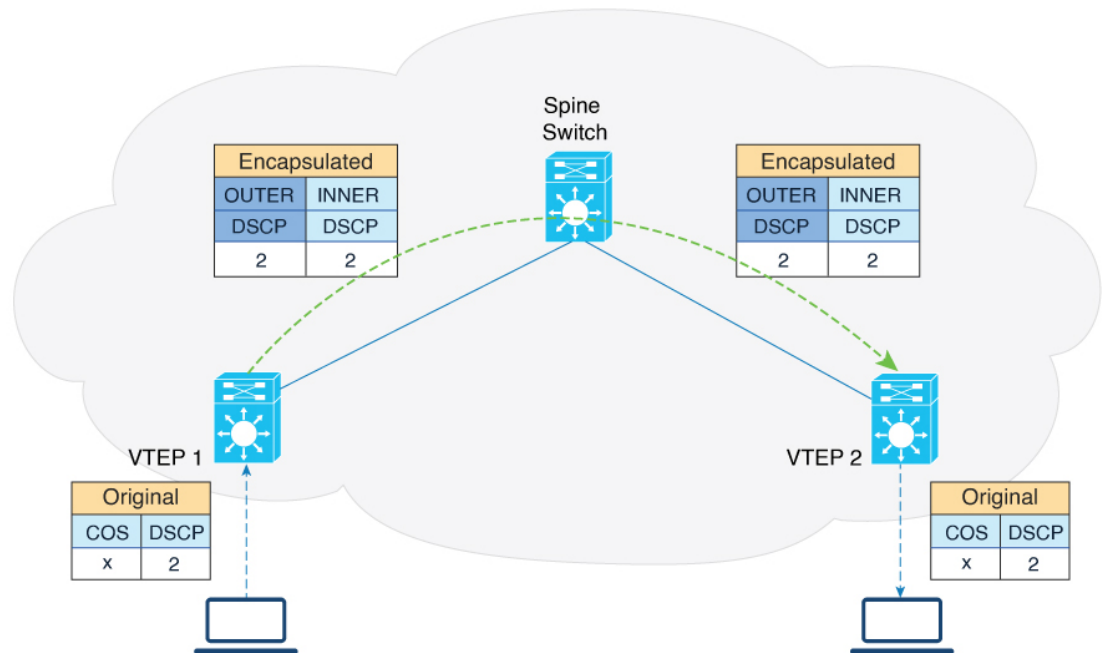 Spine
Switch
Encapsulated
OUTER INNER
DSCP DSCP
2 2
Encapsulated
OUTER INNER
DSCP DSCP
2 2
VTEP 1
VTEP 2
Original
COS DSCP
x 2
Original
COS DSCP
x 2